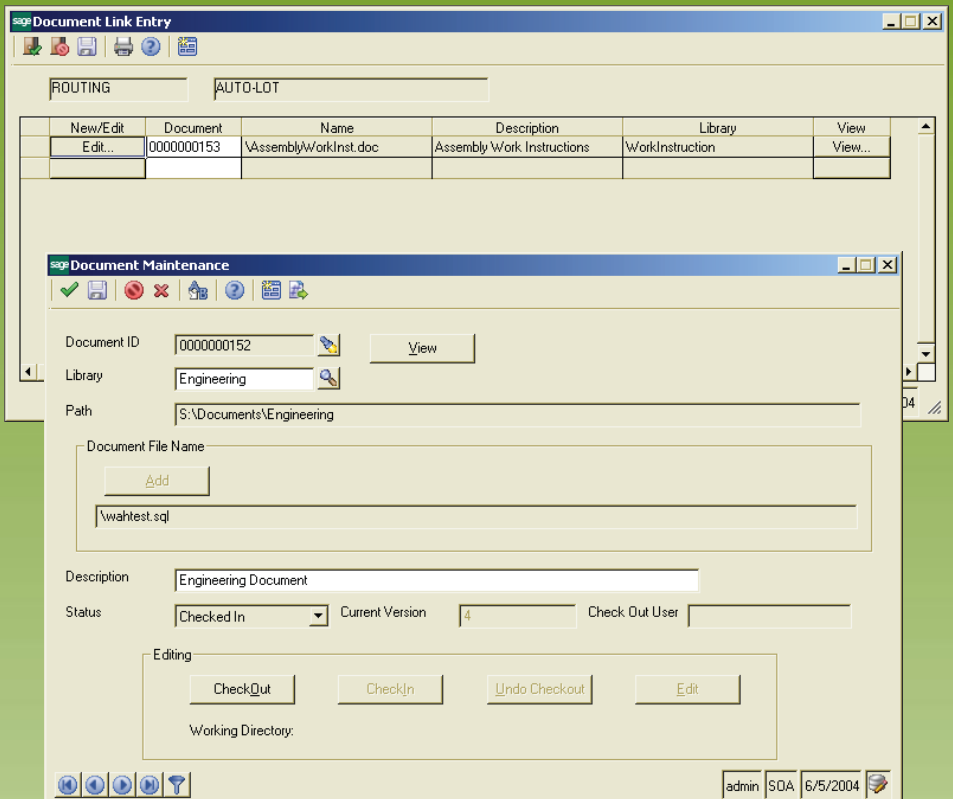 sage Document Link Entry
ROUTING AUTO-LOT
New/Edit Document Name Description Library View
Edit... 0000000153 \AssemblyWorkInst.doc Assembly Work Instructions WorkInstruction View...
sage Document Maintenance
Document ID 0000000152 View
Library Engineering
Path S:\Documents\Engineering
04
Document File Name
Add
\wahtest.sql
Description Engineering Document
Status Checked In Current Version 4 Check Out User
Editing
CheckOut CheckIn Undo Checkout Edit
Working Directory:
admin SOA 6/5/2004